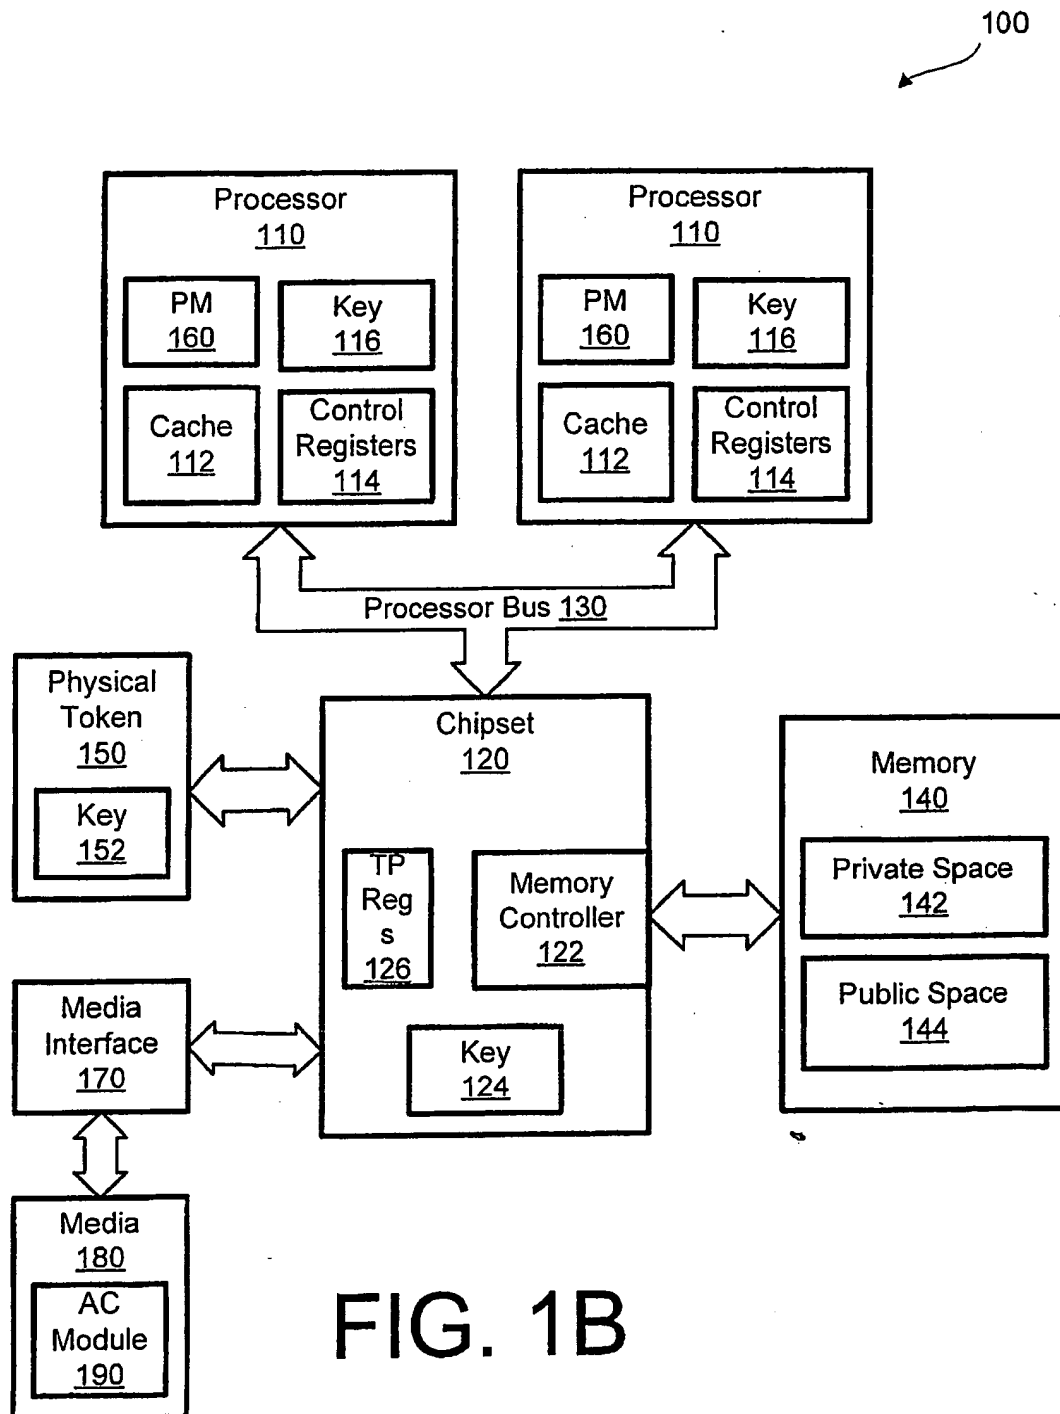 100
Processor
110
PM
160
Key
116
Cache
112
Control
Registers
114
Processor
110
PM
160
Key
116
Cache
112
Control
Registers
114
Processor Bus 130
Physical
Token
150
Key
152
Chipset
120
TP
Reg
s
126
Memory
Controller
122
Key
124
Memory
140
Private Space
142
Public Space
144
Media
Interface
170
Media
180
AC
Module
190
FIG. 1B